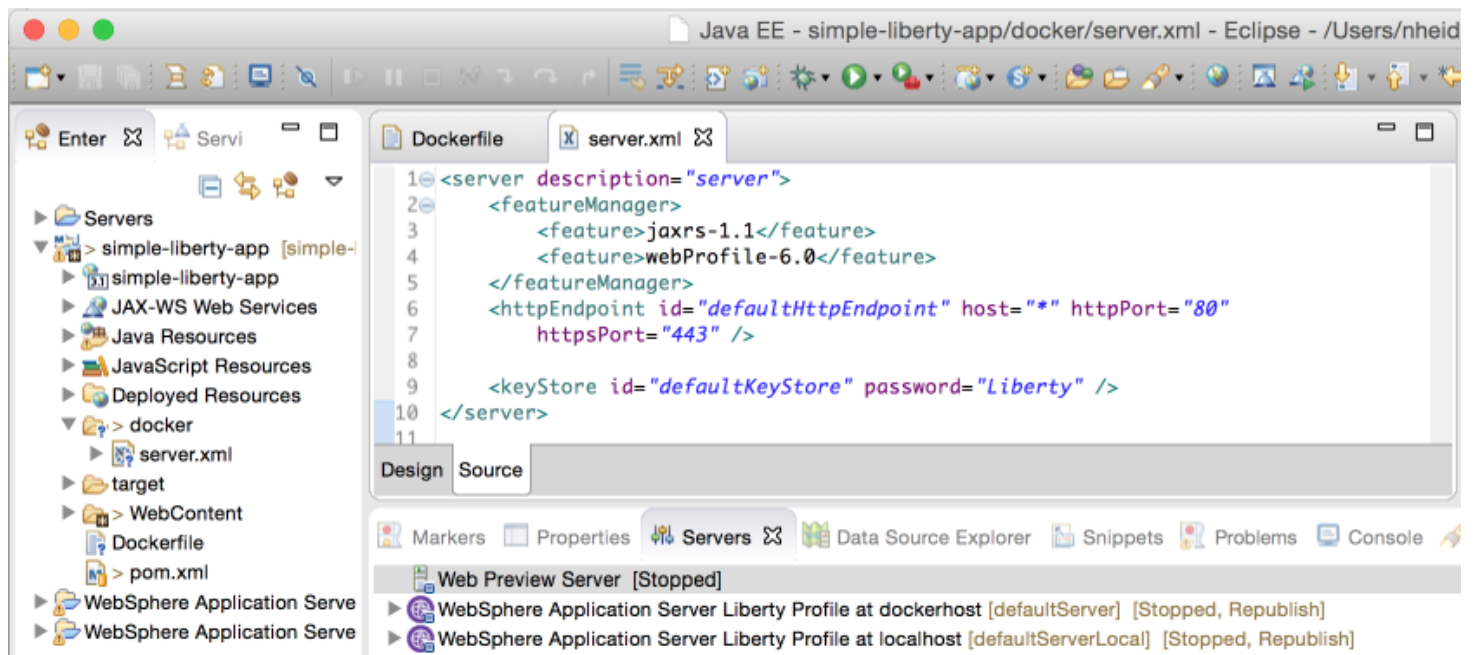 Java EE - simple-liberty-app/docker/server.xml - Eclipse - /Users/nheid
Enter
Servi
Servers
> simple-liberty-app [simple-
simple-liberty-app
JAX-WS Web Services
Java Resources
JavaScript Resources
Deployed Resources
> docker
server.xml
target
> WebContent
Dockerfile
> pom.xml
WebSphere Application Serve
WebSphere Application Serve
Dockerfile server.xml
1 <server description="server">
2 <featureManager>
3 <feature>jaxrs-1.1</feature>
4 <feature>webProfile-6.0</feature>
5 </featureManager>
6 <httpEndpoint id="defaultHttpEndpoint" host="*" httpPort="80"
7 httpsPort="443" />
8
9 <keyStore id="defaultKeyStore" password="Liberty" />
10 </server>
11
Design Source
Markers Properties Servers Data Source Explorer Snippets Problems Console
Web Preview Server [Stopped]
WebSphere Application Server Liberty Profile at dockerhost [defaultServer] [Stopped, Republish]
WebSphere Application Server Liberty Profile at localhost [defaultServerLocal] [Stopped, Republish]